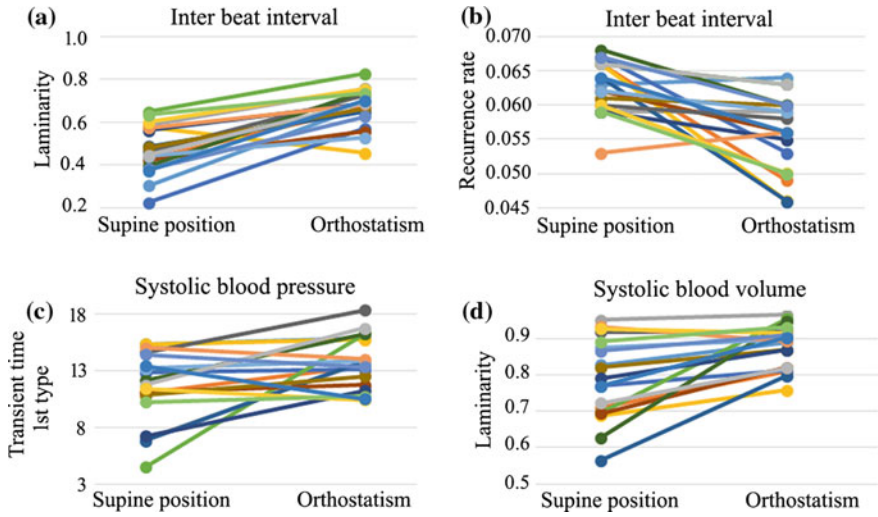 (a) Inter beat interval
1.0
0.8
0.6
0.4
0.2
Laminarity
Supine position Orthostatism
(b) Inter beat interval
0.070
0.065
0.060
0.055
0.050
0.045
Recurrence rate
Supine position Orthostatism
(c) Systolic blood pressure
18
13
8
3
Transient time
1st type
Supine position Orthostatism
(d) Systolic blood volume
0.9
0.8
0.7
0.6
0.5
Laminarity
Supine position Orthostatism